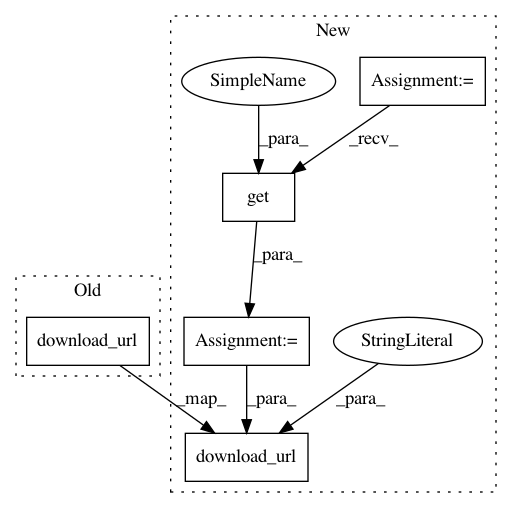 New
SimpleName
Assignment:=
_para_
_recv_
get
_para_
Old
download_url
Assignment:=
StringLiteral
_map_
_para_
_para_
download_url